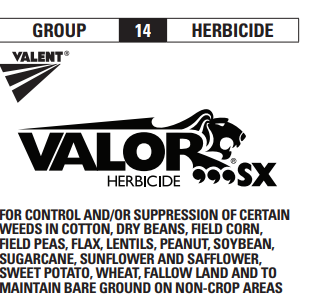 GROUP 14 HERBICIDE
VALENT®
VALOR® SX
HERBICIDE
FOR CONTROL AND/OR SUPPRESSION OF CERTAIN
WEEDS IN COTTON, DRY BEANS, FIELD CORN,
FIELD PEAS, FLAX, LENTILS, PEANUT, SOYBEAN,
SUGARCANE, SUNFLOWER AND SAFFLOWER,
SWEET POTATO, WHEAT, FALLOW LAND AND TO
MAINTAIN BARE GROUND ON NON-CROP AREAS